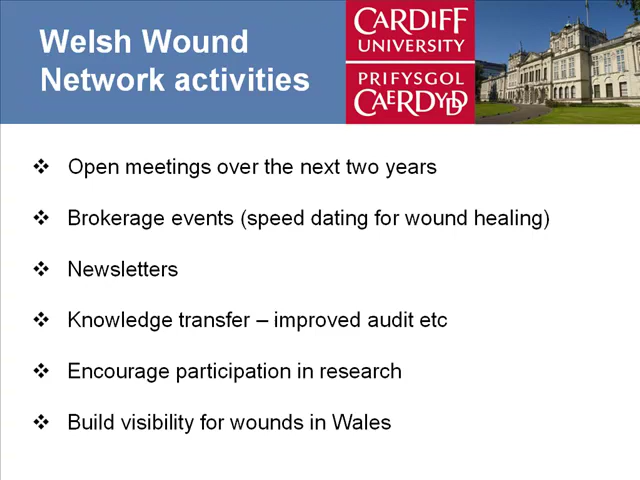 Welsh Wound
Network activities
CARDIFF
UNIVERSITY
PRIFYSGOL
CAERDYDD
Open meetings over the next two years
Brokerage events (speed dating for wound healing)
Newsletters
Knowledge transfer – improved audit etc
Encourage participation in research
Build visibility for wounds in Wales